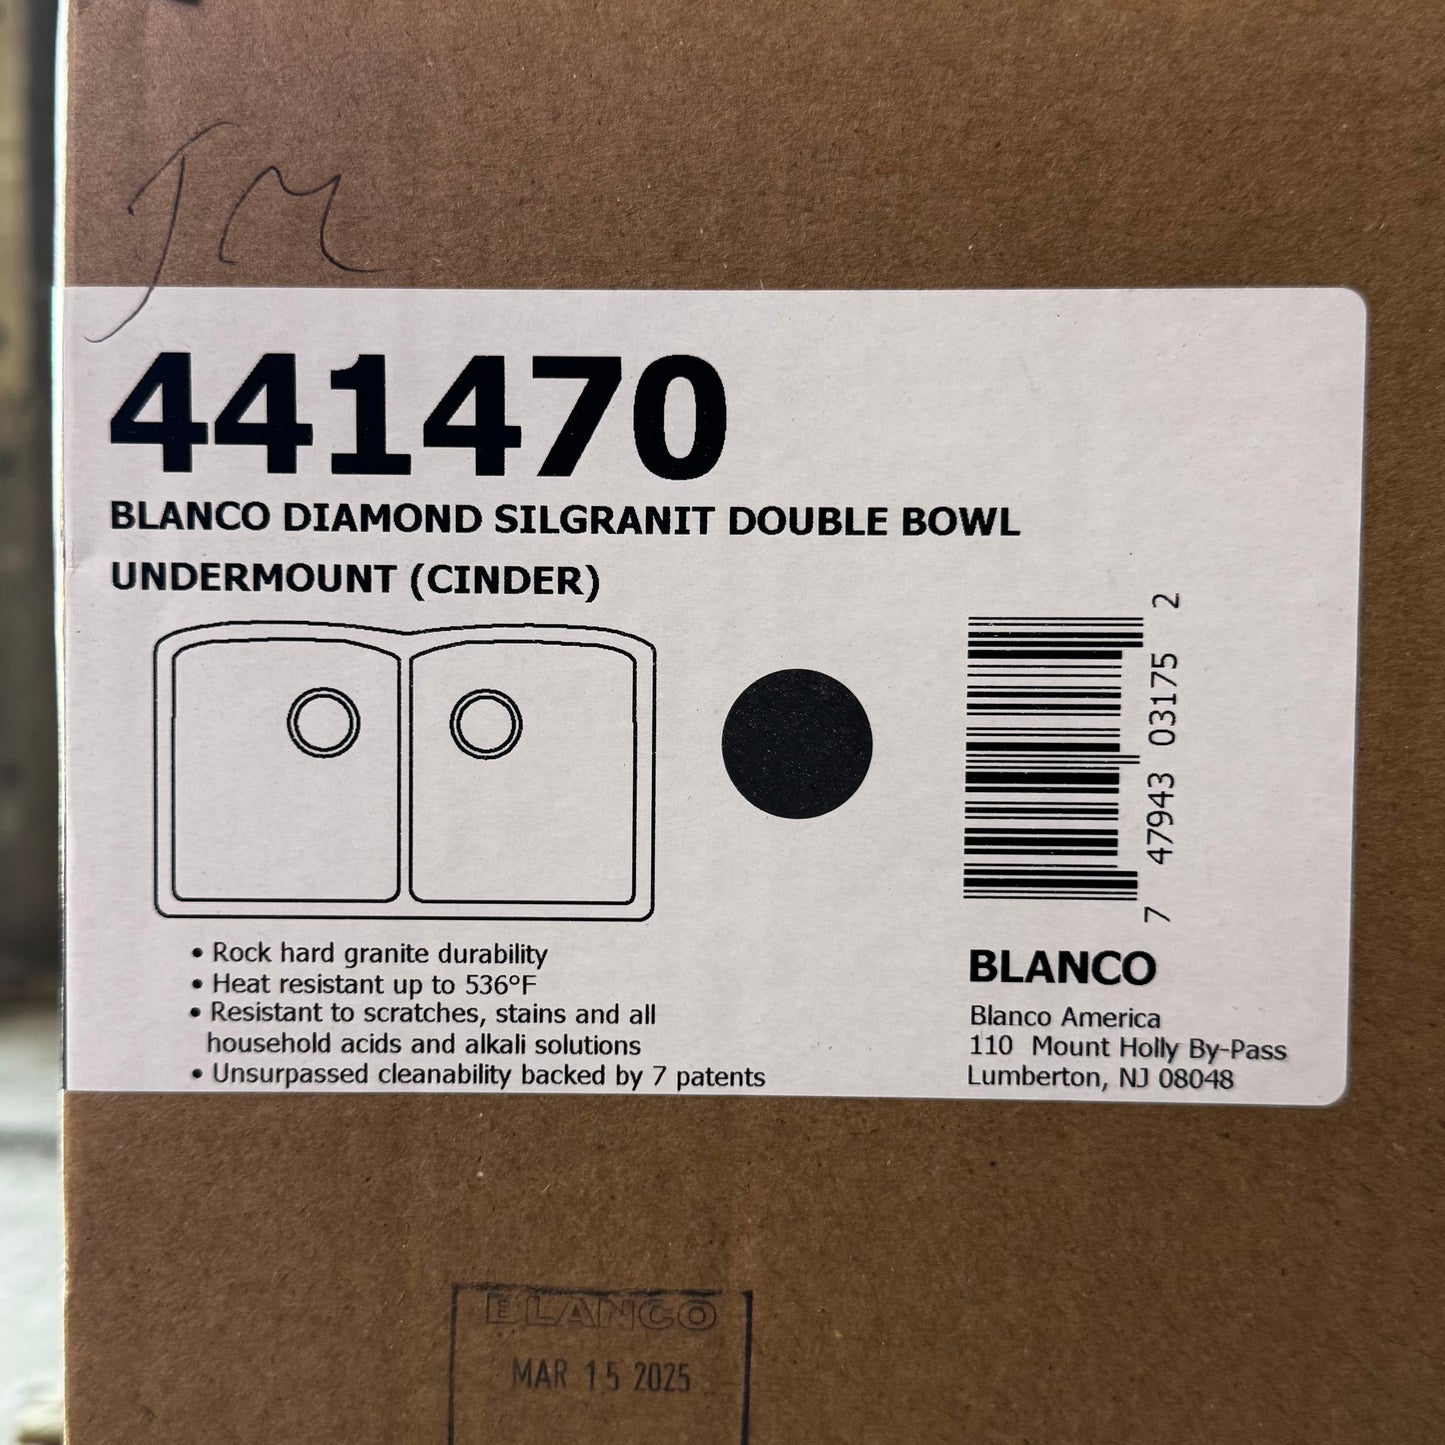 JM
441470
BLANCO DIAMOND SILGRANIT DOUBLE BOWL
UNDERMOUNT (CINDER)
• Rock hard granite durability
• Heat resistant up to 536ºF
• Resistant to scratches, stains and all
household acids and alkali solutions
• Unsurpassed cleanability backed by 7 patents
7 47943 03175 2
BLANCO
Blanco America
110 Mount Holly By-Pass
Lumberton, NJ 08048
BLANCO
MAR 15 2025